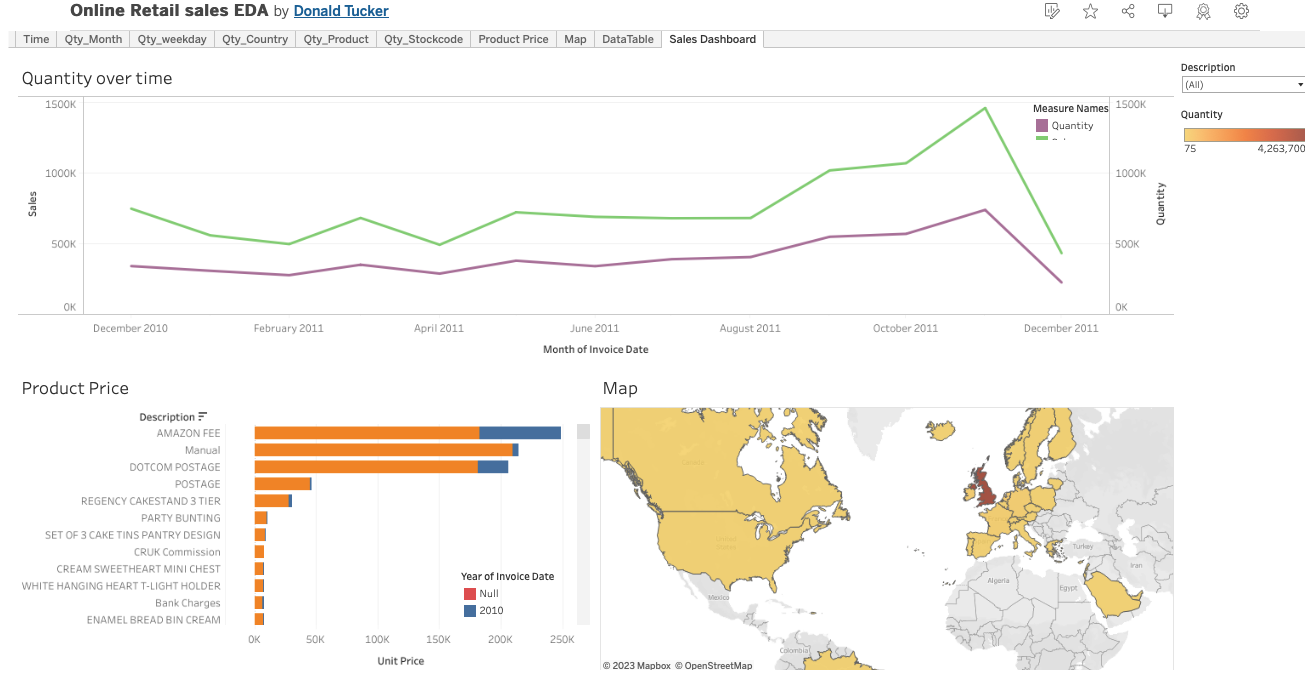 Online Retail sales EDA by Donald Tucker
Time Qty_Month Qty_weekday Qty_Country Qty_Product Qty_Stockcode Product Price Map DataTable Sales Dashboard
Quantity over time
Description
(All)
Quantity
75 4,263,700
Measure Names
Quantity
1500K
1000K
500K
0K
Sales
1500K
1000K
500K
0K
Quantity
December 2010 February 2011 April 2011 June 2011 August 2011 October 2011 December 2011
Month of Invoice Date
Product Price
Description
AMAZON FEE
Manual
DOTCOM POSTAGE
POSTAGE
REGENCY CAKESTAND 3 TIER
PARTY BUNTING
SET OF 3 CAKE TINS PANTRY DESIGN
CRUK Commission
CREAM SWEETHEART MINI CHEST
WHITE HANGING HEART T-LIGHT HOLDER
Bank Charges
ENAMEL BREAD BIN CREAM
0K 50K 100K 150K 200K 250K
Unit Price
Year of Invoice Date
Null
2010
Map
Canada
United
States
Mexico
Colombia
Algeria
Egypt
Turkey
Iran
© 2023 Mapbox © OpenStreetMap